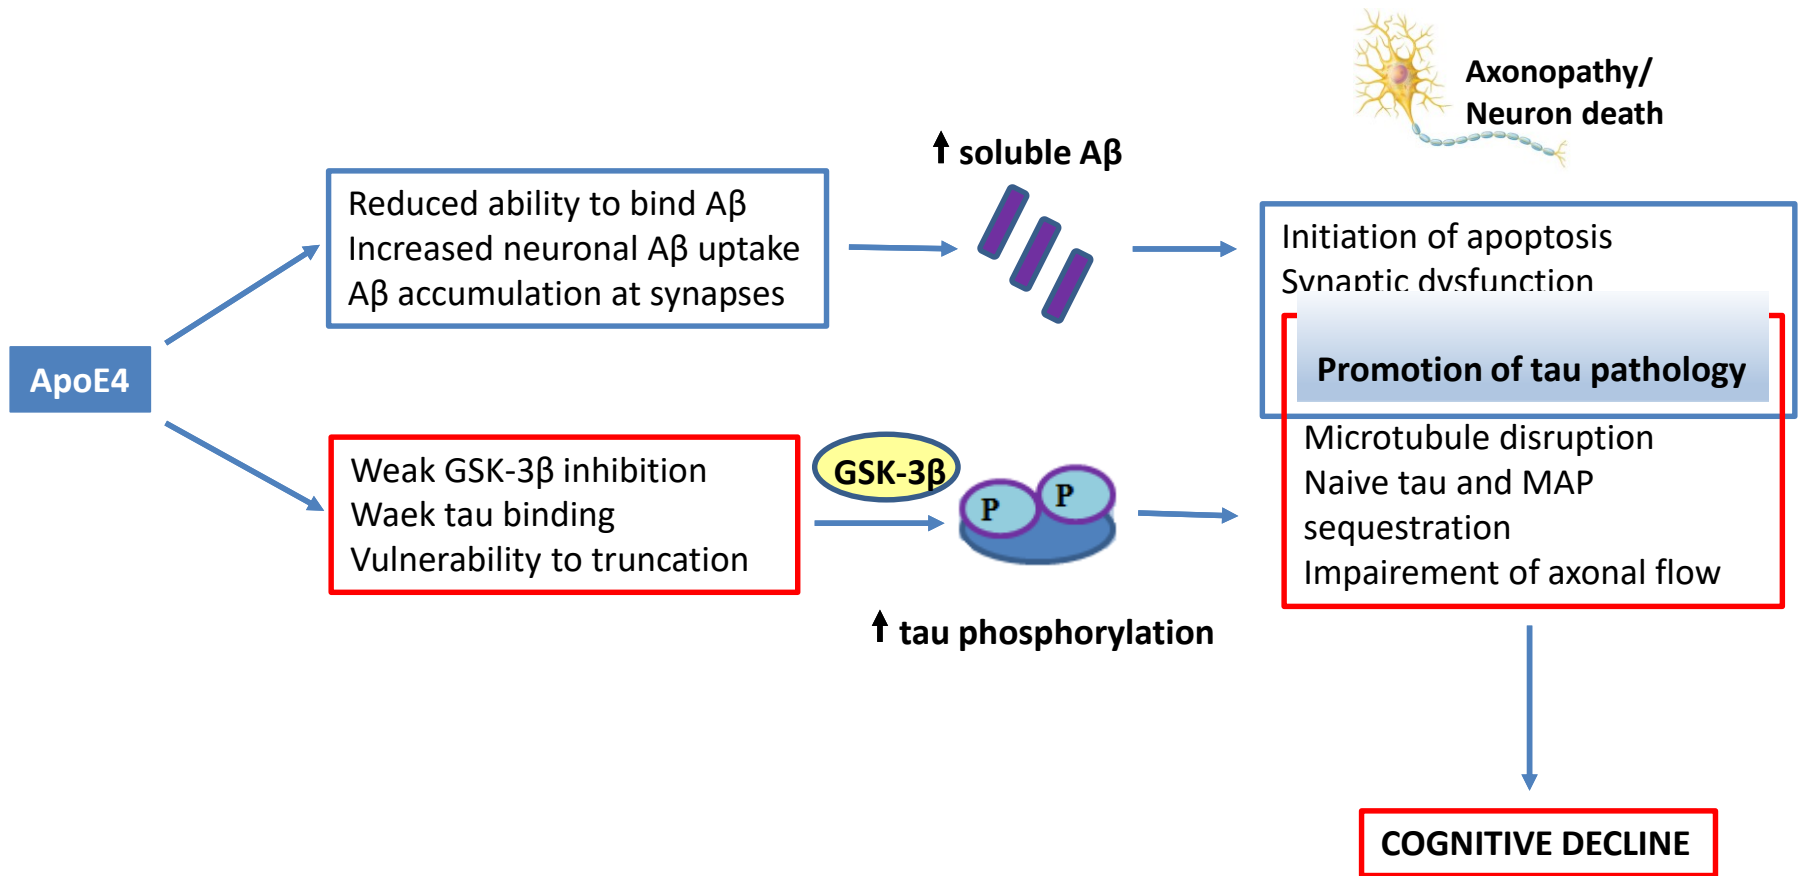 Axonopathy/
Neuron death
↑ soluble Aβ
Reduced ability to bind Aβ
Increased neuronal Aβ uptake
Aβ accumulation at synapses
Initiation of apoptosis
Synaptic dysfunction
Promotion of tau pathology
ApoE4
Weak GSK-3β inhibition
Waek tau binding
Vulnerability to truncation
GSK-3β
P
P
Microtubule disruption
Naive tau and MAP
sequestration
Impairement of axonal flow
↑ tau phosphorylation
COGNITIVE DECLINE